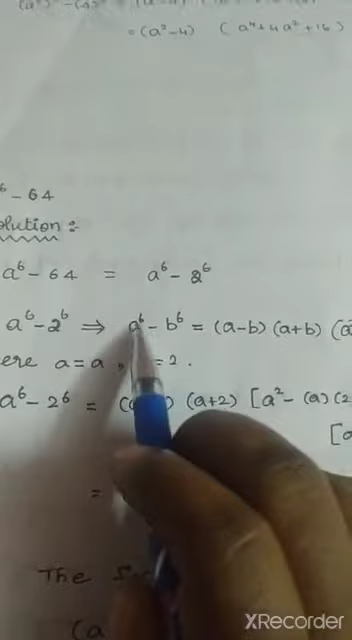 = (a² - 4) (a⁴ + 4a² + 16)
⁶ - 64
olution :-
a⁶ - 64 = a⁶ - 2⁶
a⁶ - 2⁶ ⇒ a⁶ - b⁶ = (a-b) (a+b) (a
ere a = a , = 2 .
a⁶ - 2⁶ = ( ) (a+2) [a² - (a) (2
[a
=
The
(a
XRecorder